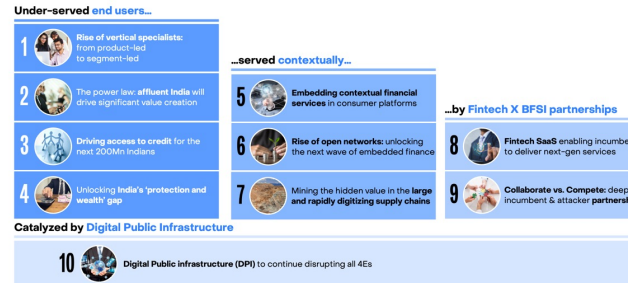 Under-served end users...
1
Rise of vertical specialists:
from product-led
to segment-led
2
The power law: affluent India will
drive significant value creation
3
Driving access to credit for the
next 200Mn Indians
4
Unlocking India's 'protection and
wealth' gap
...served contextually...
5
Embedding contextual financial
services in consumer platforms
6
Rise of open networks: unlocking
the next wave of embedded finance
7
Mining the hidden value in the large
and rapidly digitizing supply chains
...by Fintech X BFSI partnerships
8
Fintech SaaS enabling
to deliver next-gen services
9
Collaborate vs. Compete:
incumbent & attacker
Catalyzed by Digital Public Infrastructure
10
Digital Public infrastructure (DPI) to continue disrupting all 4Es